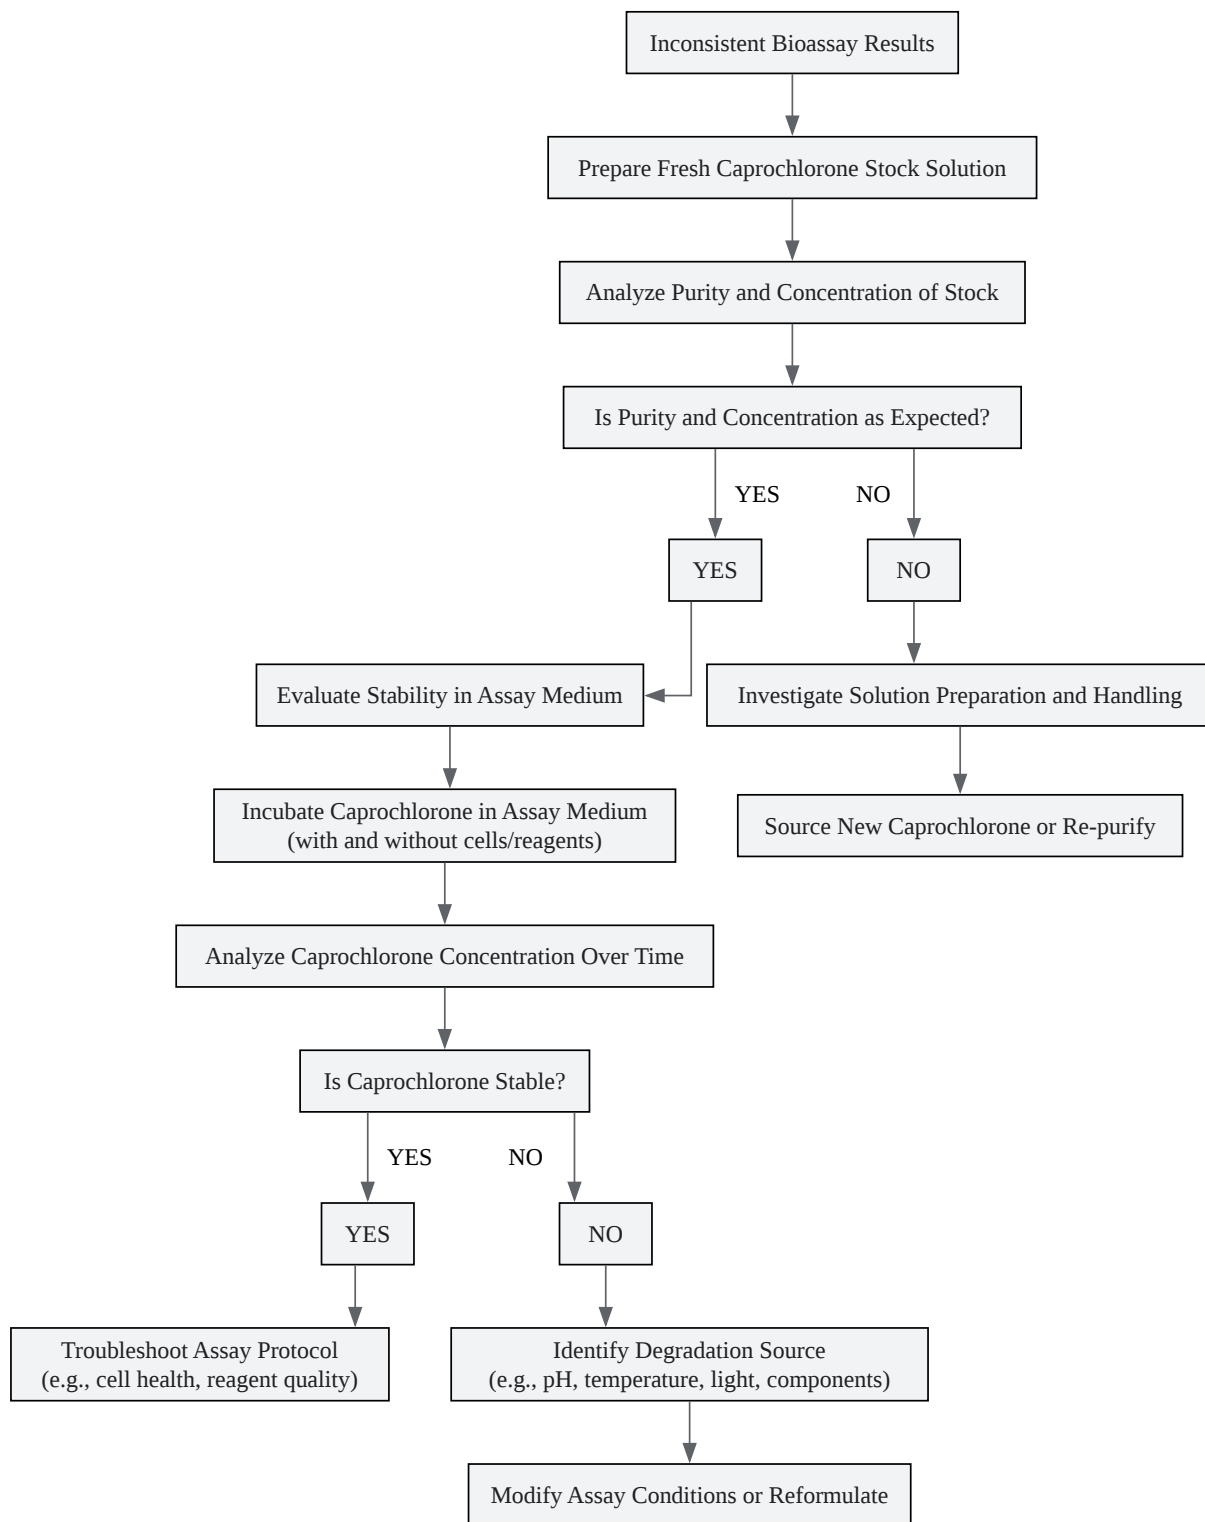 Inconsistent Bioassay Results
Prepare Fresh Caprochlorone Stock Solution
Analyze Purity and Concentration of Stock
Is Purity and Concentration as Expected?
YES
NO
YES
NO
Evaluate Stability in Assay Medium
Investigate Solution Preparation and Handling
Incubate Caprochlorone in Assay Medium
(with and without cells/reagents)
Source New Caprochlorone or Re-purify
Analyze Caprochlorone Concentration Over Time
Is Caprochlorone Stable?
YES
NO
YES
NO
Troubleshoot Assay Protocol
(e.g., cell health, reagent quality)
Identify Degradation Source
(e.g., pH, temperature, light, components)
Modify Assay Conditions or Reformulate